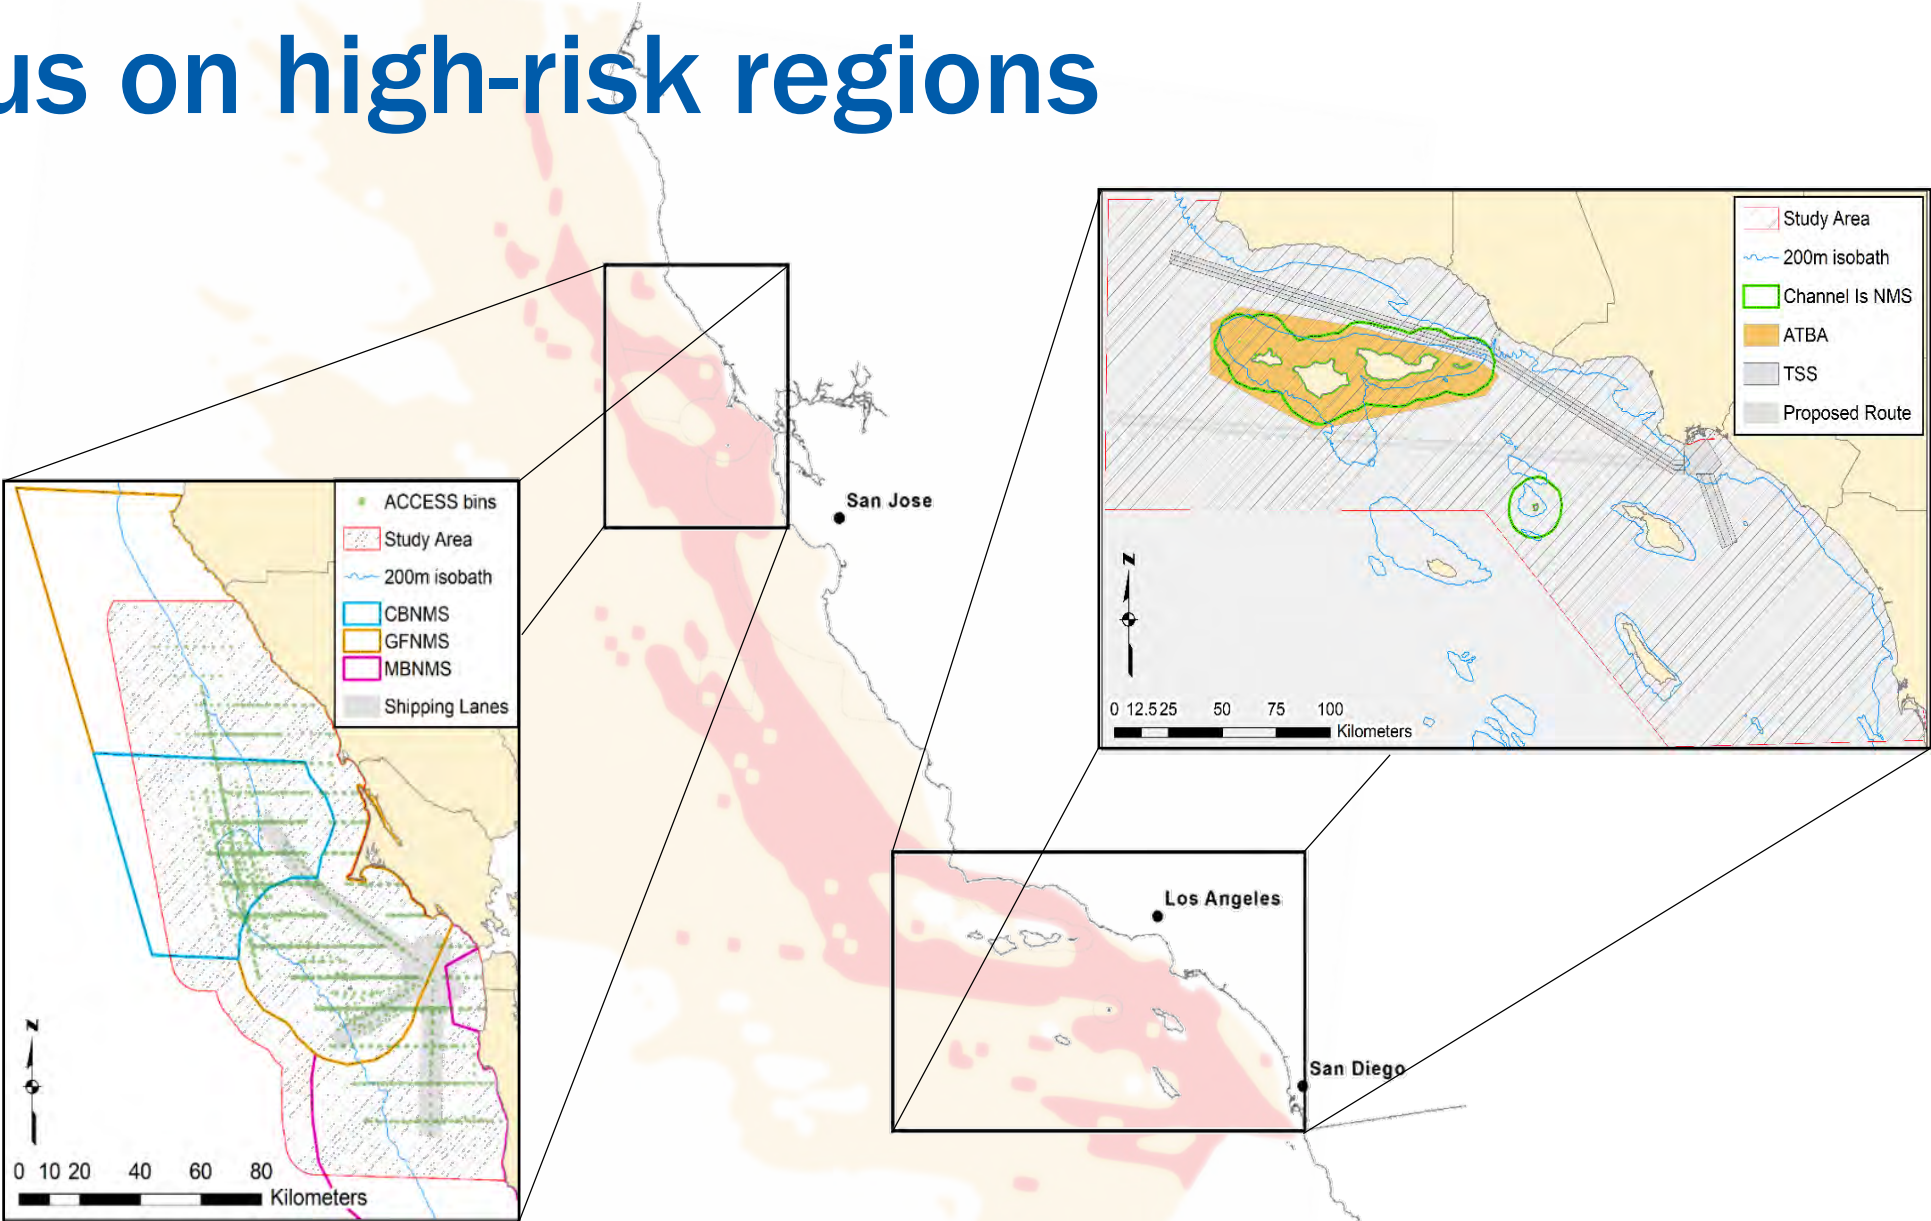 us on high-risk regions
San Jose
Los Angeles
San Diego
ACCESS bins
Study Area
200m isobath
CBNMS
GFNMS
MBNMS
Shipping Lanes
N
0 10 20 40 60 80
Kilometers
Study Area
200m isobath
Channel Is NMS
ATBA
TSS
Proposed Route
N
0 12.5 25 50 75 100
Kilometers